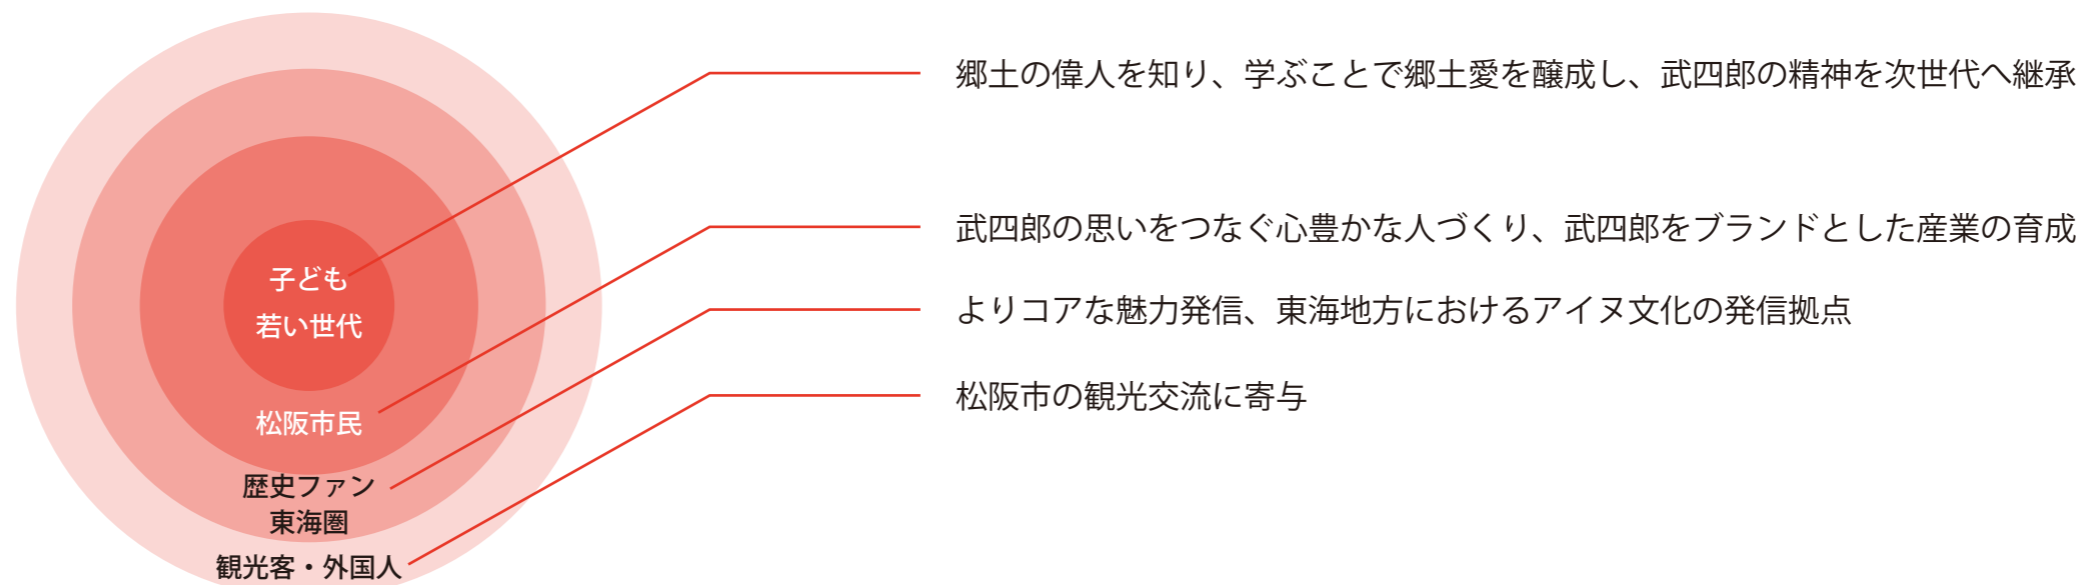 郷土の偉人を知り、学ぶことで郷土愛を醸成し、武四郎の精神を次世代へ継承
武四郎の思いをつなぐ心豊かな人づくり、武四郎をブランドとした産業の育成
よりコアな魅力発信、東海地方におけるアイヌ文化の発信拠点
松阪市の観光交流に寄与
子ども
若い世代
松阪市民
歴史ファン
東海圏
観光客・外国人